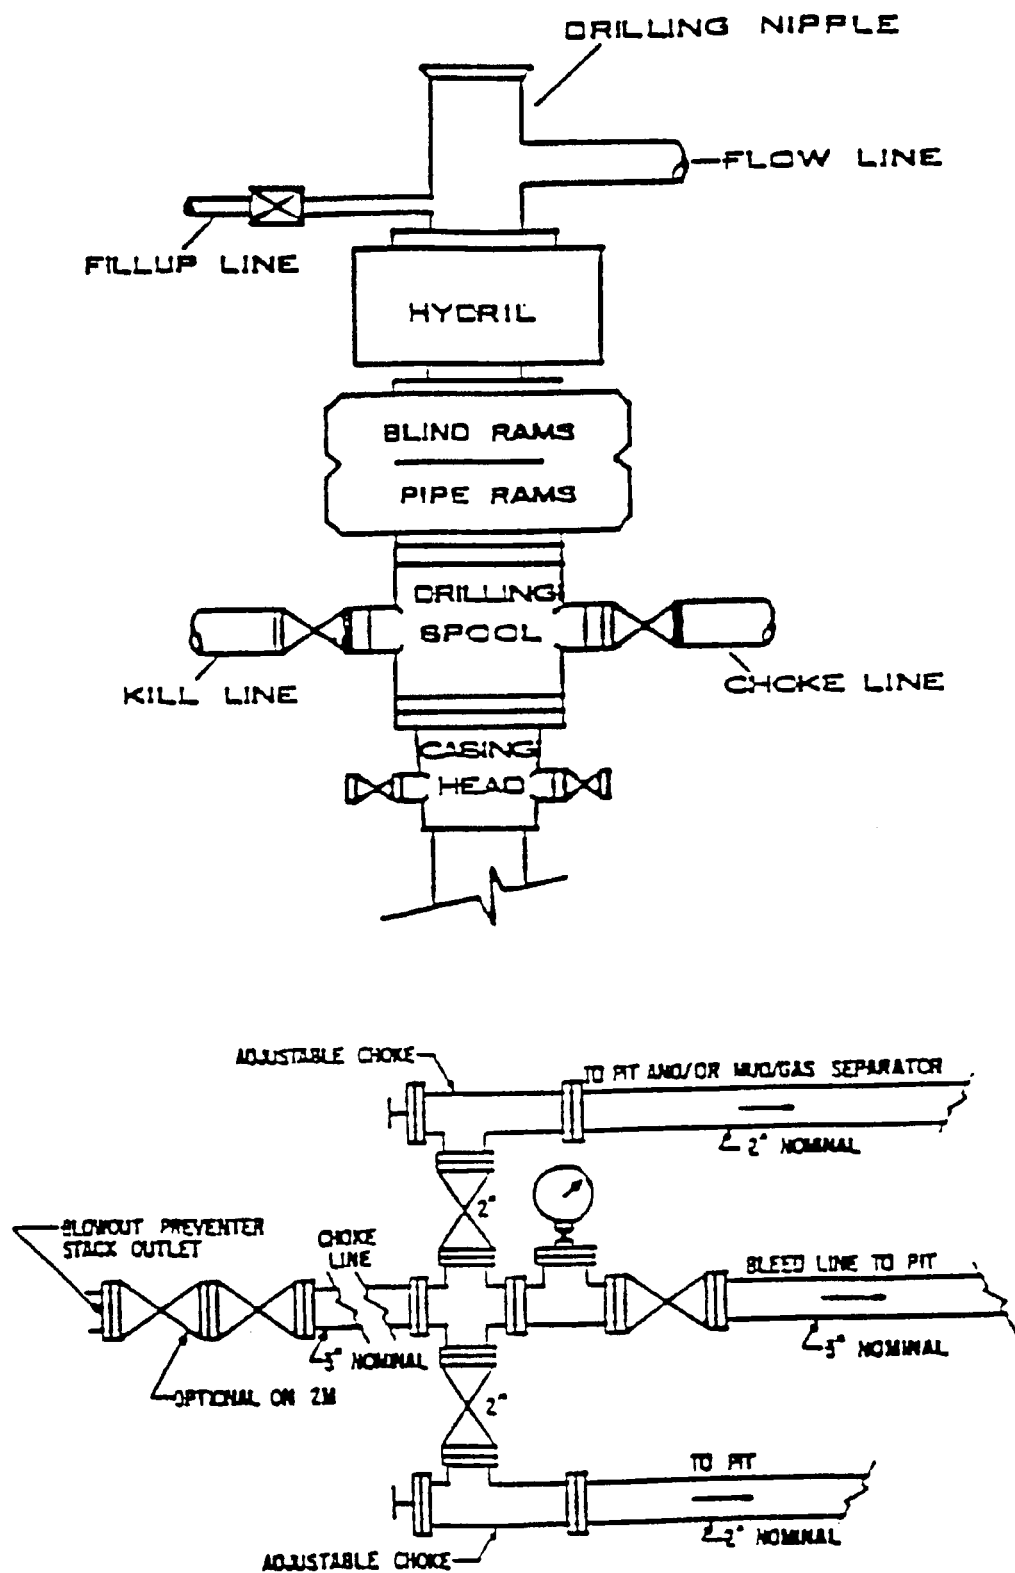 DRILLING NIPPLE
FLOW LINE
FILLUP LINE
HYDRIL
BLIND RAMS
PIPE RAMS
DRILLING
SPOOL
KILL LINE
CHOKE LINE
CASING
HEAD
ADJUSTABLE CHOKE
TO PIT AND/OR MUD/GAS SEPARATOR
2" NOMINAL
2"
BLOWOUT PREVENTER
STACK OUTLET
CHOKE
LINE
BLEED LINE TO PIT
3" NOMINAL
3" NOMINAL
OPTIONAL ON 2M
2"
TO PIT
2" NOMINAL
ADJUSTABLE CHOKE